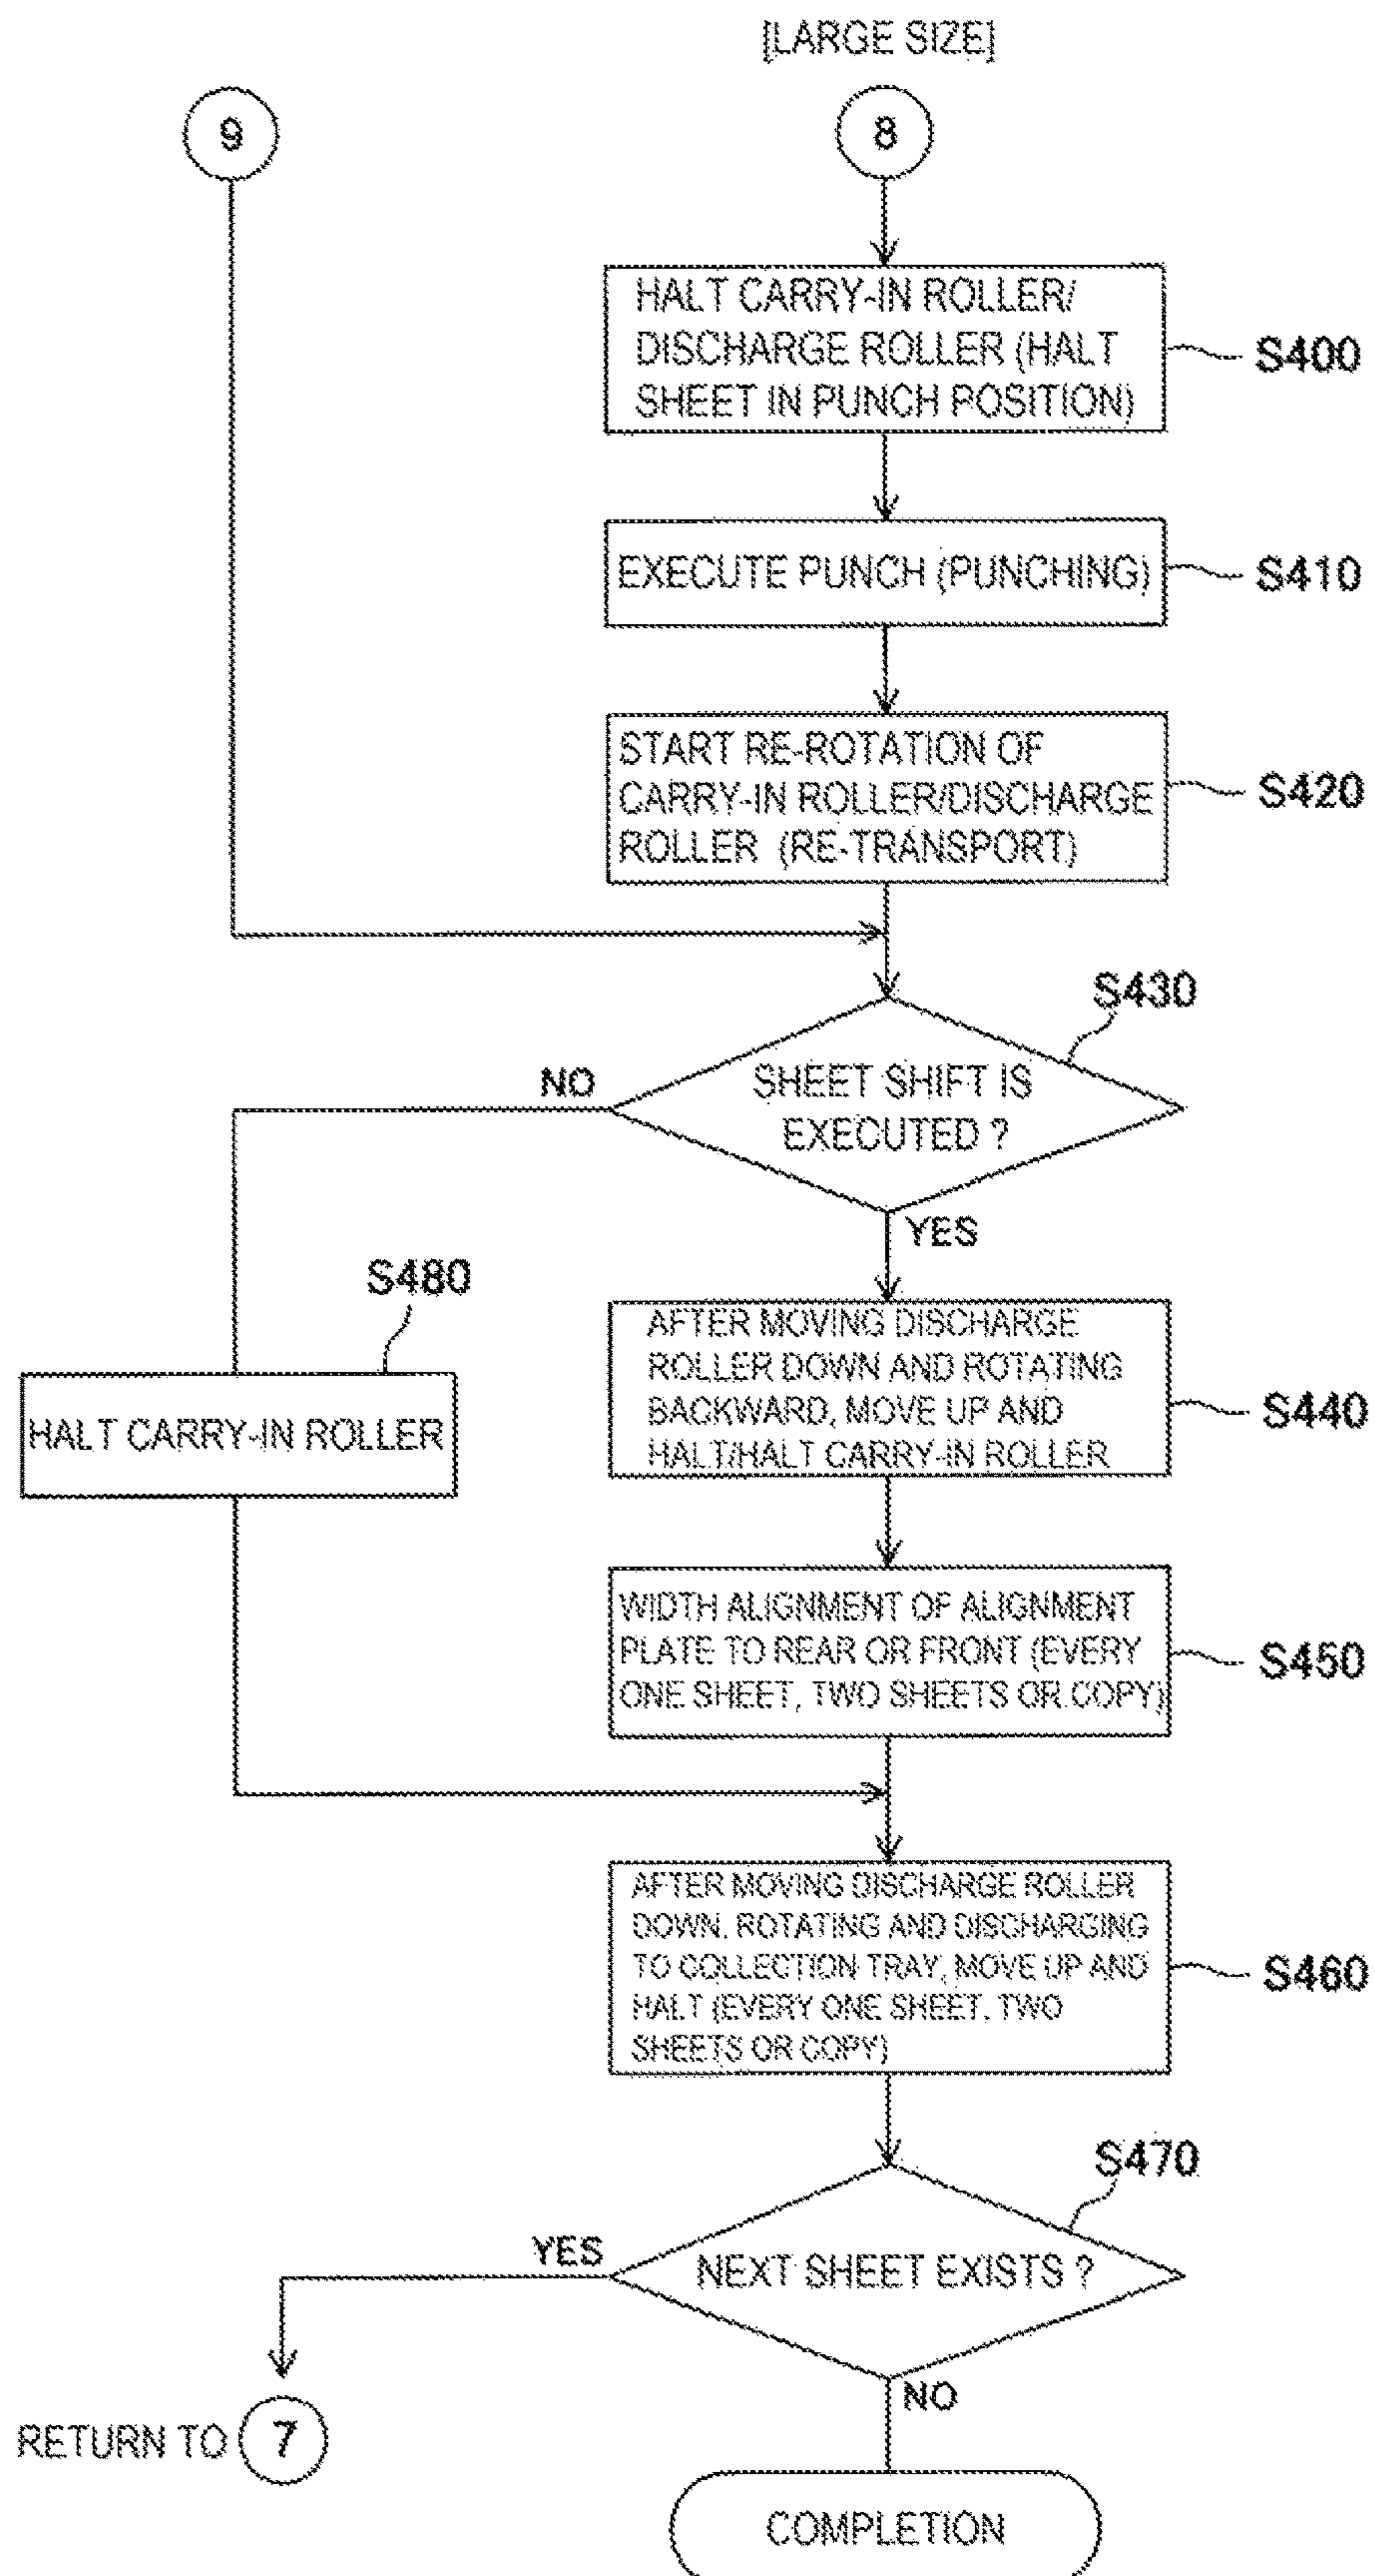 [LARGE SIZE]
9
8
HALT CARRY-IN ROLLER/
DISCHARGE ROLLER (HALT
SHEET IN PUNCH POSITION)
S400
EXECUTE PUNCH (PUNCHING)
S410
START RE-ROTATION OF
CARRY-IN ROLLER/DISCHARGE
ROLLER (RE-TRANSPORT)
S420
S430
SHEET SHIFT IS
EXECUTED ?
NO
YES
S480
HALT CARRY-IN ROLLER
AFTER MOVING DISCHARGE
ROLLER DOWN AND ROTATING
BACKWARD, MOVE UP AND
HALT/HALT CARRY-IN ROLLER
S440
WIDTH ALIGNMENT OF ALIGNMENT
PLATE TO REAR OR FRONT (EVERY
ONE SHEET, TWO SHEETS OR COPY)
S450
AFTER MOVING DISCHARGE ROLLER
DOWN, ROTATING AND DISCHARGING
TO COLLECTION TRAY, MOVE UP AND
HALT (EVERY ONE SHEET, TWO
SHEETS OR COPY)
S460
S470
NEXT SHEET EXISTS ?
YES
NO
RETURN TO 7
COMPLETION